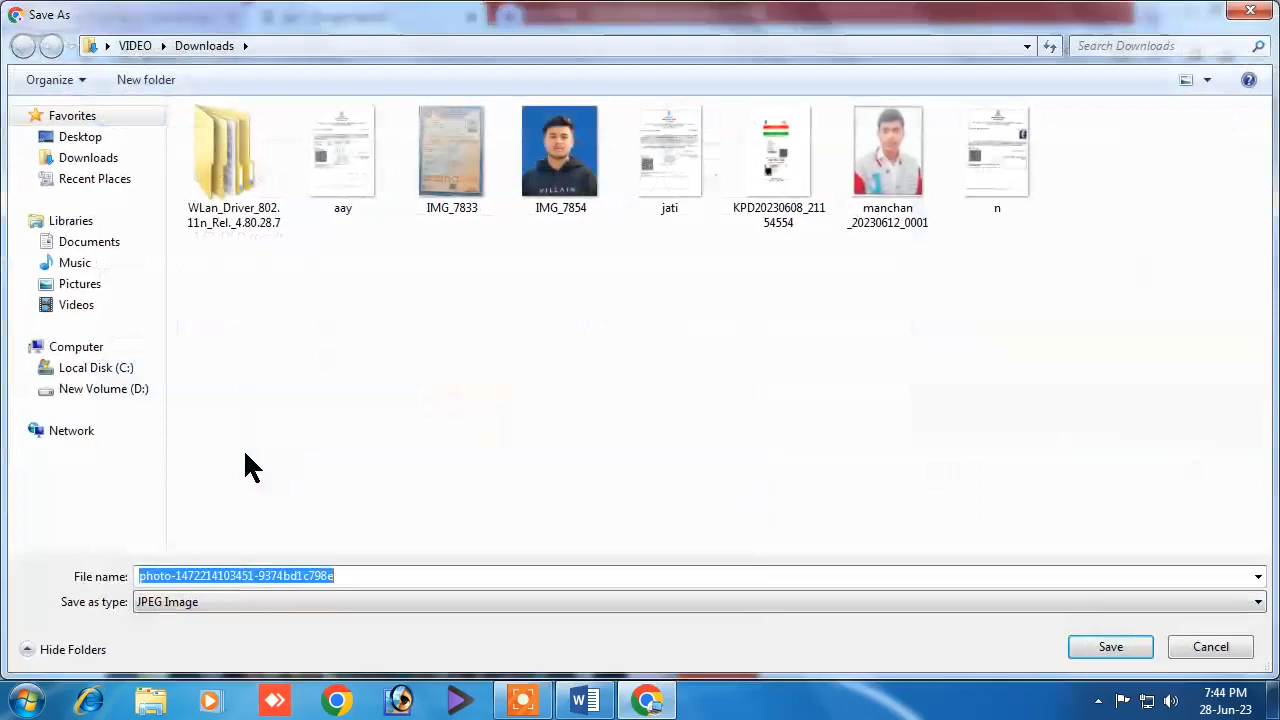 Save As
VIDEO
Downloads
Search Downloads
Organize
New folder
Favorites
Desktop
Downloads
Recent Places
Libraries
Documents
Music
Pictures
Videos
Computer
Local Disk (C:)
New Volume (D:)
Network
WLan_Driver_802.
11n_Rel._4.80.28.7
aay
IMG_7833
IMG_7854
VILLAIN
jati
KPD20230608_211
54554
manchan
_20230612_0001
n
File name:
photo-1472214103451-9374bd1c798e
Save as type:
JPEG Image
Hide Folders
Save
Cancel
7:44 PM
28-Jun-23